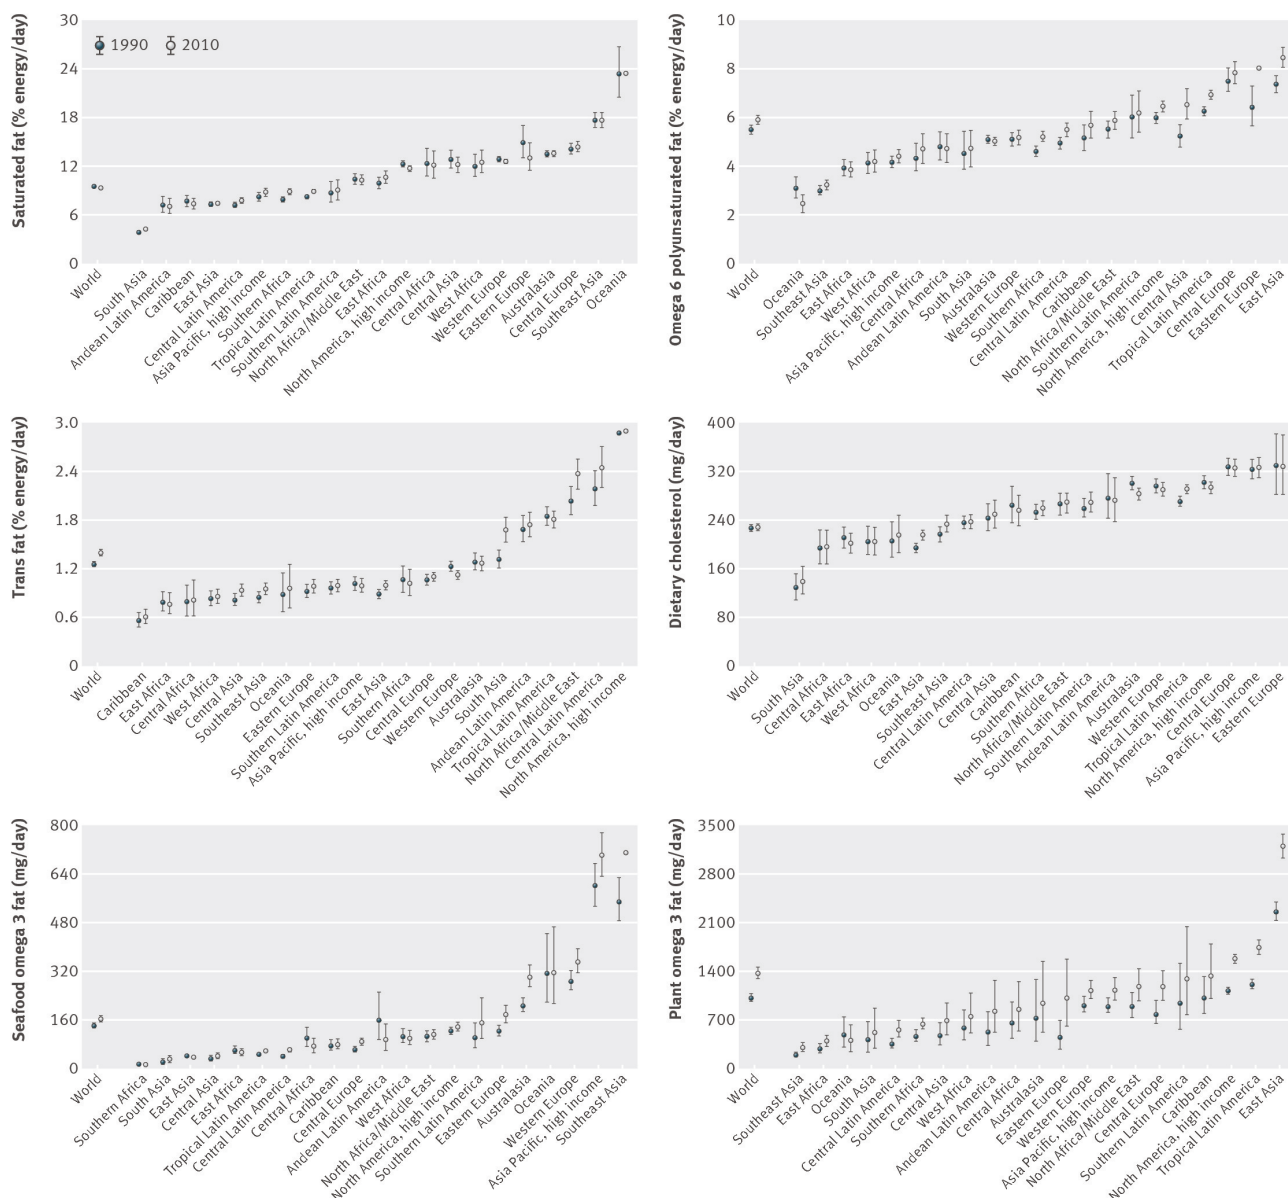 Saturated fat (% energy/day)
30
24
18
12
6
0
1990
2010
World
South Asia
Andean Latin America
Caribbean
East Asia
Central Latin America
Asia Pacific, high income
Southern Africa
Tropical Latin America
Southern Latin America
North Africa/Middle East
East Africa
North America, high income
Central Africa
Central Asia
West Africa
Western Europe
Eastern Europe
Australasia
Central Europe
Southeast Asia
Oceania
Omega 6 polyunsaturated fat (% energy/day)
10
8
6
4
2
0
World
Oceania
Southeast Asia
East Africa
West Africa
Asia Pacific, high income
Central Africa
Andean Latin America
South Asia
Australasia
Western Europe
Southern Africa
Central Latin America
Caribbean
North Africa/Middle East
Southern Latin America
North America, high income
Central Asia
Tropical Latin America
Central Europe
Eastern Europe
East Asia
Trans fat (% energy/day)
3.0
2.4
1.8
1.2
0.6
0
World
Caribbean
East Africa
Central Africa
West Africa
Central Asia
Southeast Asia
Oceania
Eastern Europe
Southern Latin America
Asia Pacific, high income
East Asia
Southern Africa
Central Europe
Western Europe
Australasia
South Asia
Andean Latin America
Tropical Latin America
North Africa/Middle East
Central Latin America
North America, high income
Dietary cholesterol (mg/day)
400
320
240
160
80
0
World
South Asia
Central Africa
East Africa
West Africa
Oceania
East Asia
Southeast Asia
Central Latin America
Central Asia
Caribbean
Southern Africa
North Africa/Middle East
Southern Latin America
Andean Latin America
Australasia
Western Europe
Tropical Latin America
North America, high income
Central Europe
Asia Pacific, high income
Eastern Europe
Seafood omega 3 fat (mg/day)
800
640
480
320
160
0
World
Southern Africa
South Asia
East Asia
Central Asia
East Africa
Tropical Latin America
Central Latin America
Central Africa
Caribbean
Central Europe
Andean Latin America
West Africa
North Africa/Middle East
North America, high income
Southern Latin America
Eastern Europe
Australasia
Oceania
Western Europe
Asia Pacific, high income
Southeast Asia
Plant omega 3 fat (mg/day)
3500
2800
2100
1400
700
0
World
Southeast Asia
East Africa
Oceania
South Asia
Central Latin America
Southern Africa
Central Asia
West Africa
Andean Latin America
Central Africa
Australasia
Eastern Europe
Western Europe
Asia Pacific, high income
North Africa/Middle East
Central Europe
Southern Latin America
Caribbean
North America, high income
Tropical Latin America
East Asia